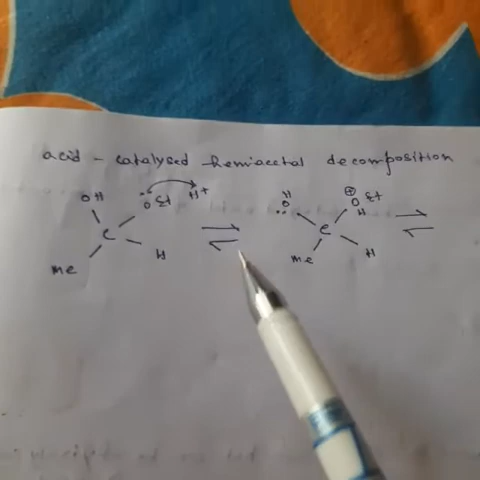 acid - catalysed hemiacetal decomposition
OH
OEt H+
⇌
C
H
me
H
O
⊕
OEt
H
⇌
C
H
me